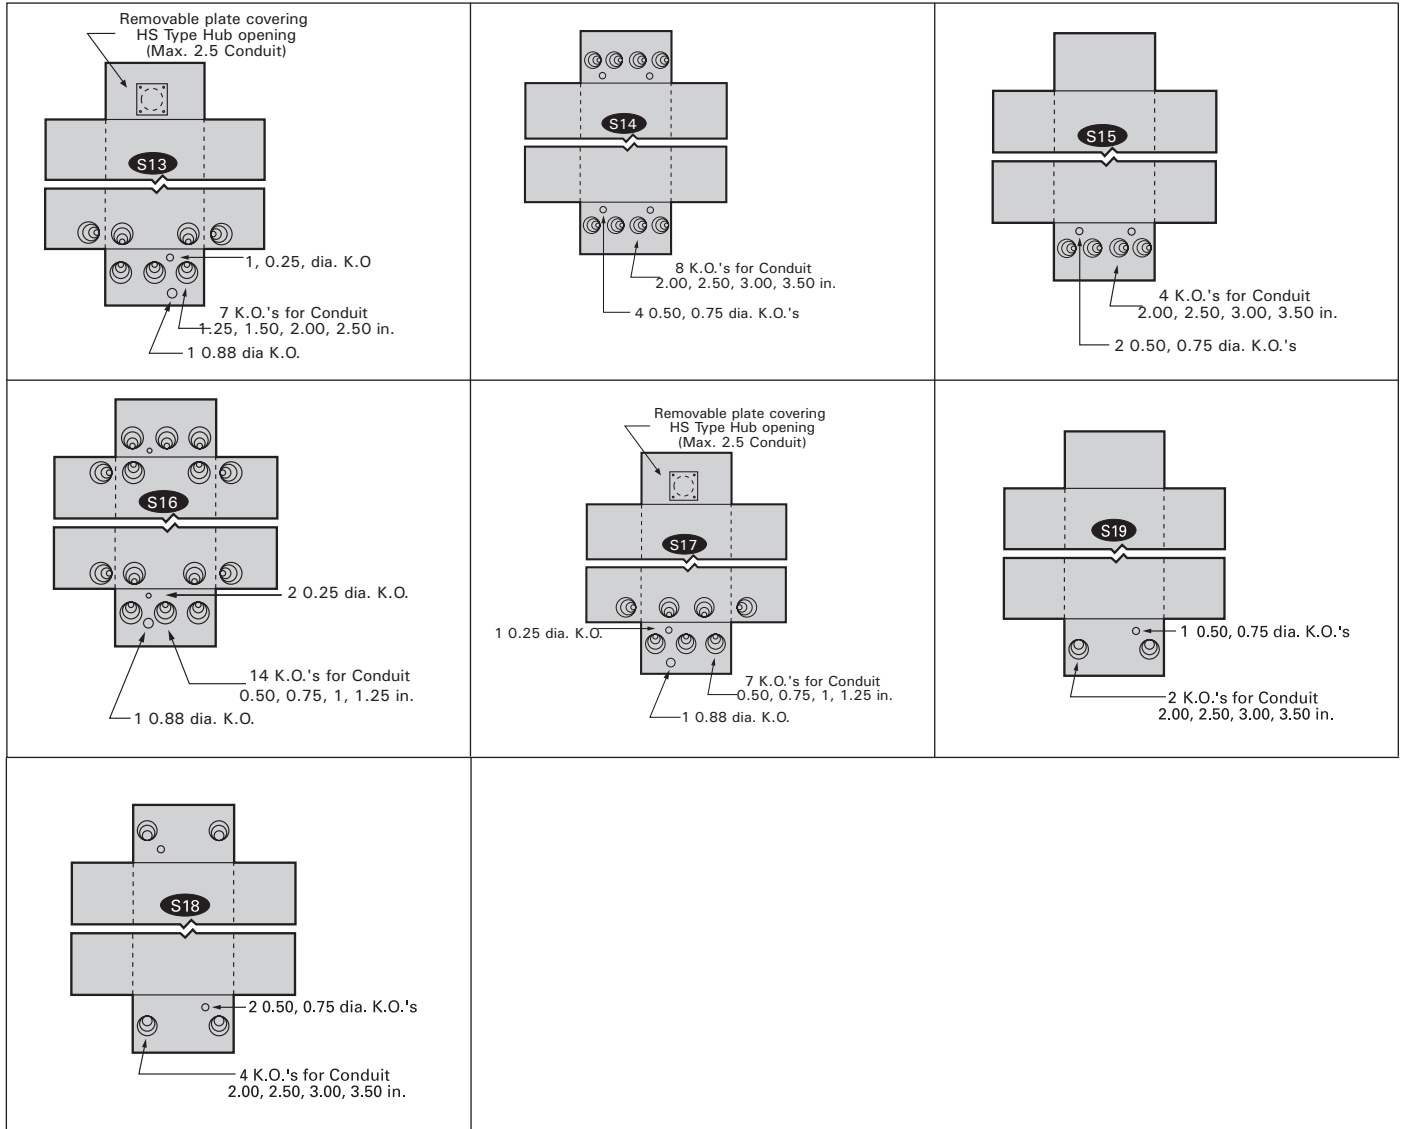 Removable plate covering
HS Type Hub opening
(Max. 2.5 Conduit)
S13
1, 0.25, dia. K.O
7 K.O.'s for Conduit
1.25, 1.50, 2.00, 2.50 in.
1 0.88 dia K.O.
S14
8 K.O.'s for Conduit
2.00, 2.50, 3.00, 3.50 in.
4 0.50, 0.75 dia. K.O.'s
S15
4 K.O.'s for Conduit
2.00, 2.50, 3.00, 3.50 in.
2 0.50, 0.75 dia. K.O.'s
S16
2 0.25 dia. K.O.
14 K.O.'s for Conduit
0.50, 0.75, 1, 1.25 in.
1 0.88 dia. K.O.
Removable plate covering
HS Type Hub opening
(Max. 2.5 Conduit)
S17
1 0.25 dia. K.O.
7 K.O.'s for Conduit
0.50, 0.75, 1, 1.25 in.
1 0.88 dia. K.O.
S19
1 0.50, 0.75 dia. K.O.'s
2 K.O.'s for Conduit
2.00, 2.50, 3.00, 3.50 in.
S18
2 0.50, 0.75 dia. K.O.'s
4 K.O.'s for Conduit
2.00, 2.50, 3.00, 3.50 in.